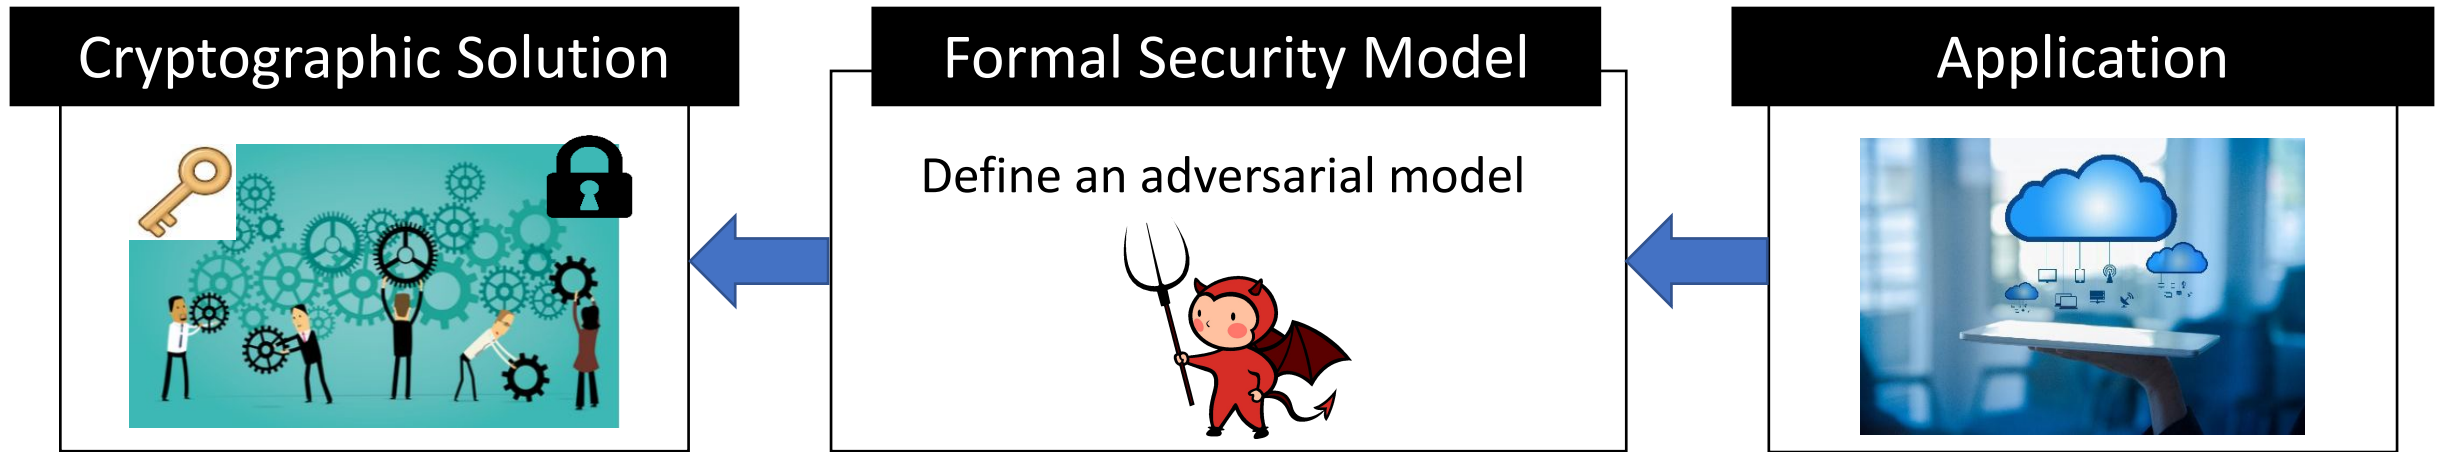 Cryptographic Solution
Formal Security Model
Application
Define an adversarial model